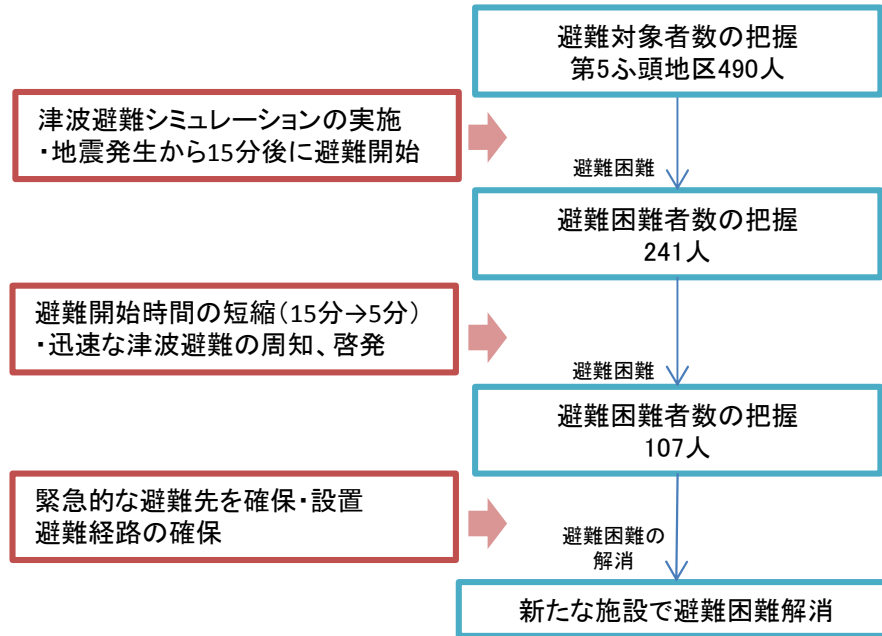 避難対象者数の把握
第5ふ頭地区490人
津波避難シミュレーションの実施
・地震発生から15分後に避難開始
避難困難
避難困難者数の把握
241人
避難開始時間の短縮(15分→5分)
・迅速な津波避難の周知、啓発
避難困難
避難困難者数の把握
107人
緊急的な避難先を確保・設置
避難経路の確保
避難困難の
解消
新たな施設で避難困難解消